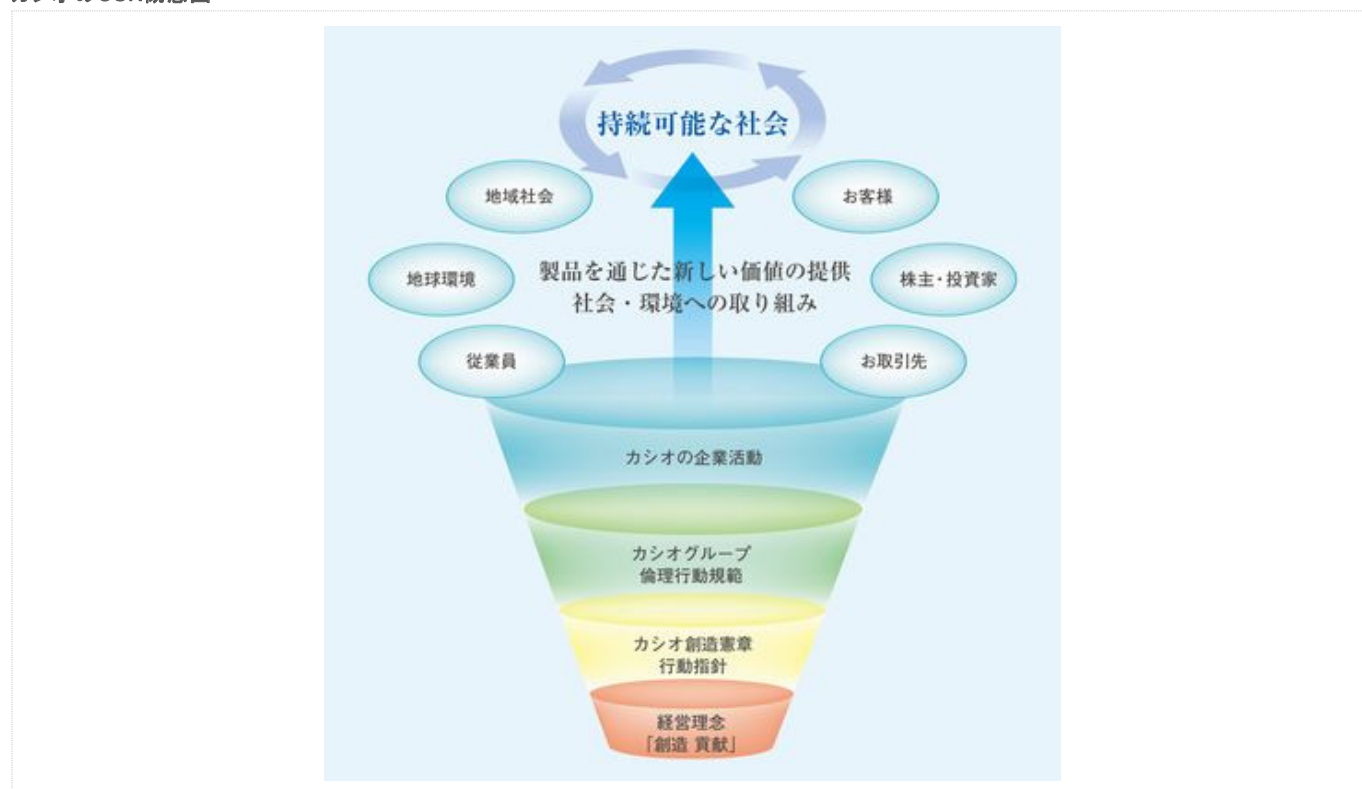 持続可能な社会
地域社会
お客様
地球環境
製品を通じた新しい価値の提供
社会・環境への取り組み
株主・投資家
従業員
お取引先
カシオの企業活動
カシオグループ
倫理行動規範
カシオ創造憲章
行動指針
経営理念
「創造 貢献」